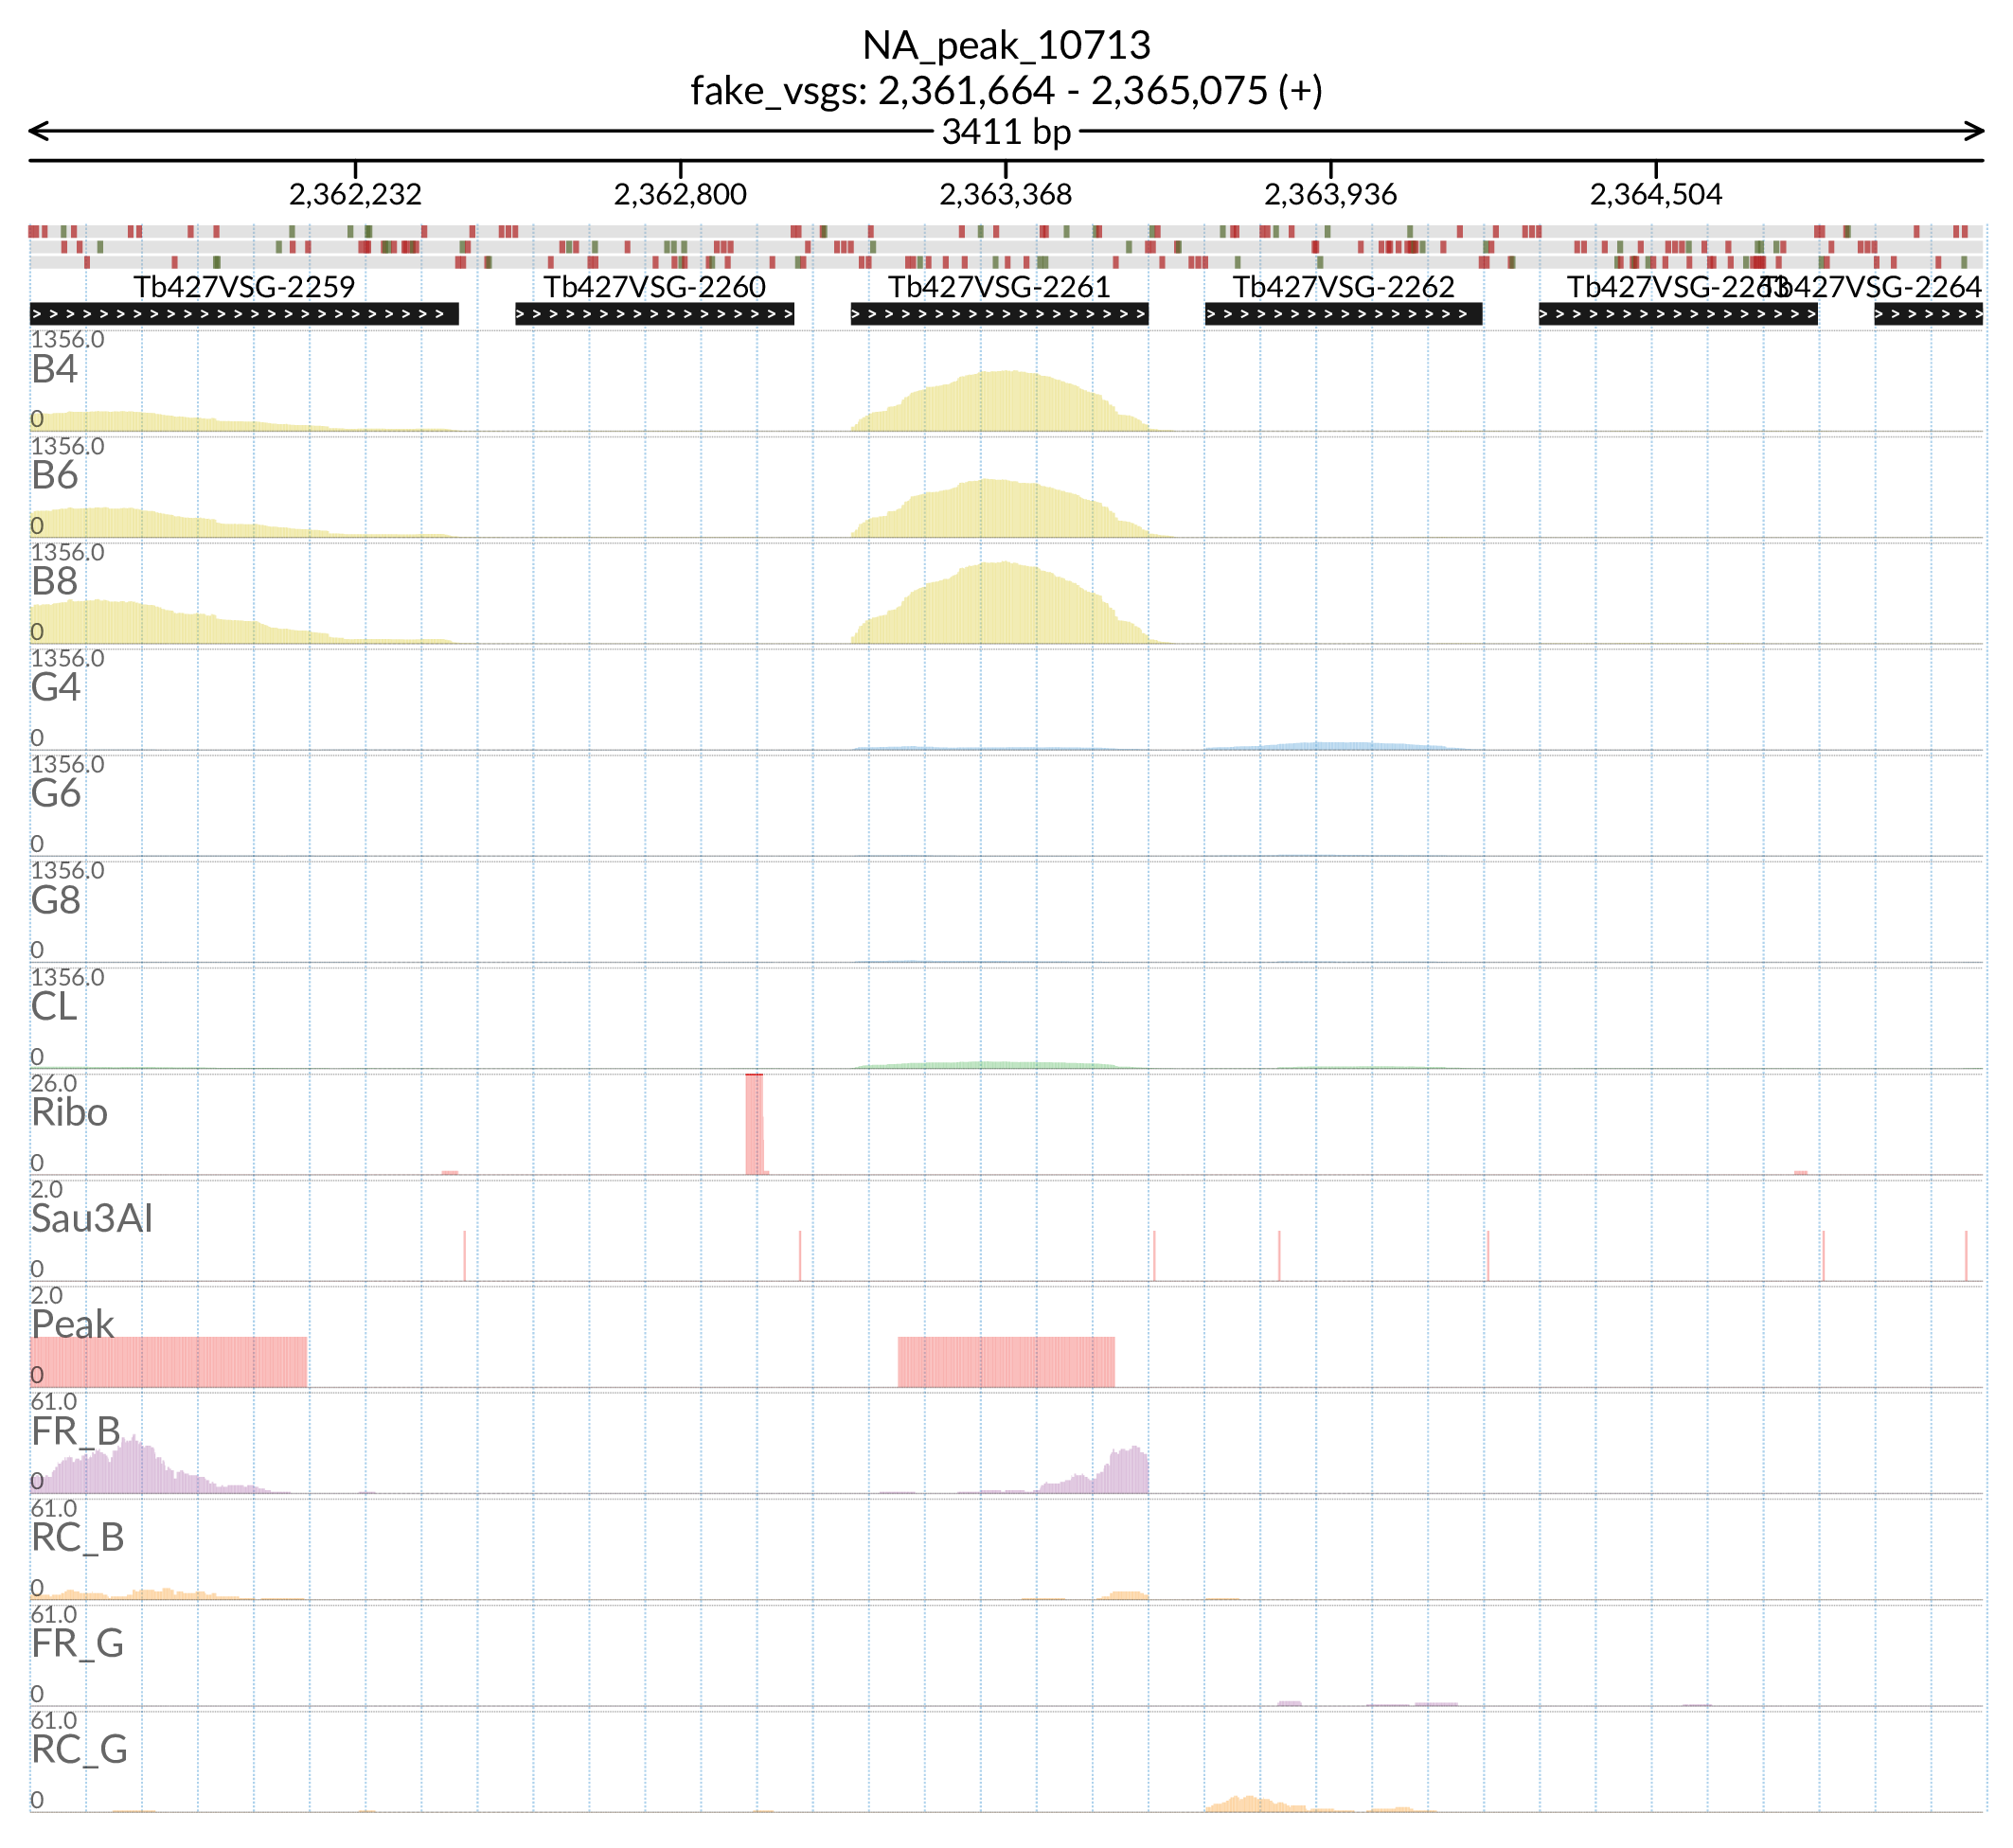 NA_peak_10713
fake_vsgs: 2,361,664 - 2,365,075 (+)
3411 bp
2,362,232 2,362,800 2,363,368 2,363,936 2,364,504
Tb427VSG-2259 Tb427VSG-2260 Tb427VSG-2261 Tb427VSG-2262 Tb427VSG-2263 Tb427VSG-2264
1356.0
B4
0
1356.0
B6
0
1356.0
B8
0
1356.0
G4
0
1356.0
G6
0
1356.0
G8
0
1356.0
CL
0
26.0
Ribo
0
2.0
Sau3AI
0
2.0
Peak
0
61.0
FR_B
0
61.0
RC_B
0
61.0
FR_G
0
61.0
RC_G
0